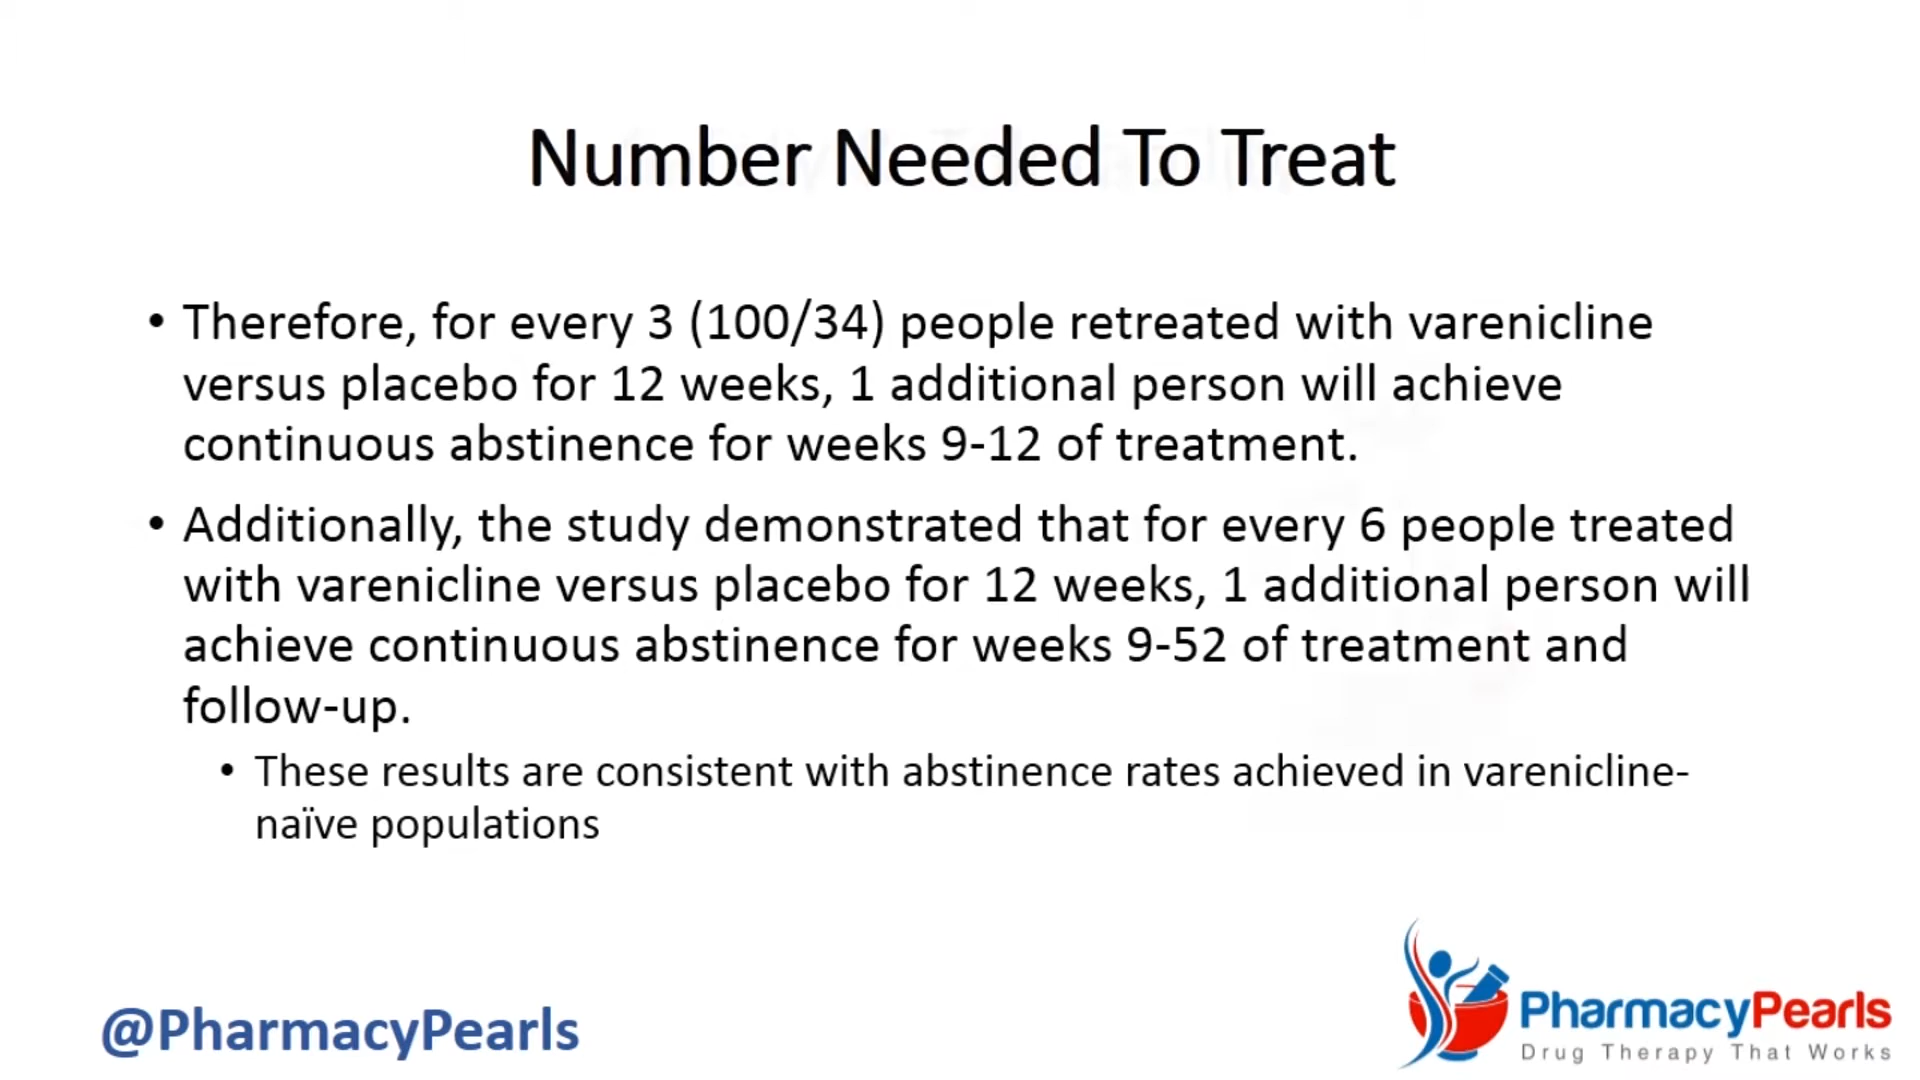 Number Needed To Treat
• Therefore, for every 3 (100/34) people retreated with varenicline
versus placebo for 12 weeks, 1 additional person will achieve
continuous abstinence for weeks 9-12 of treatment.
• Additionally, the study demonstrated that for every 6 people treated
with varenicline versus placebo for 12 weeks, 1 additional person will
achieve continuous abstinence for weeks 9-52 of treatment and
follow-up.
• These results are consistent with abstinence rates achieved in varenicline-
naïve populations
@PharmacyPearls
PharmacyPearls
Drug Therapy That Works